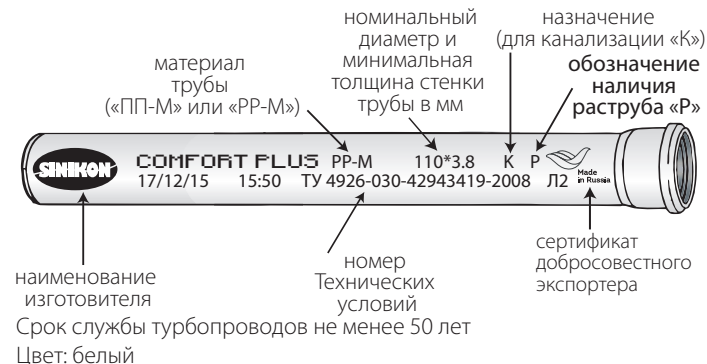 номинальный
диаметр и
минимальная
толщина стенки
трубы в мм
назначение
(для канализации «К»)
материал
трубы
(«ПП-М» или «PP-M»)
обозначение
наличия
раструба «Р»
SINIKON
COMFORT PLUS PP-M 110*3.8 К Р
17/12/15 15:50 ТУ 4926-030-42943419-2008 Л2
Made
in Russia
наименование
изготовителя
номер
Технических
условий
сертификат
добросовестного
экспортера
Срок службы турбопроводов не менее 50 лет
Цвет: белый